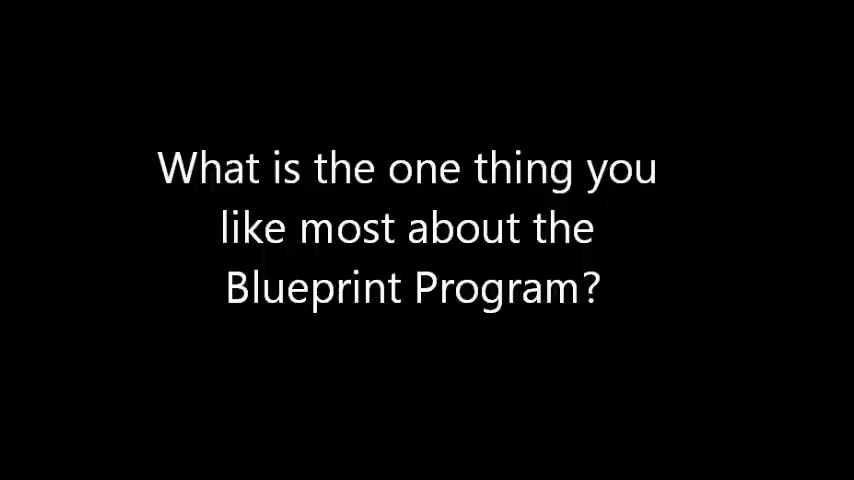 What is the one thing you
like most about the
Blueprint Program?